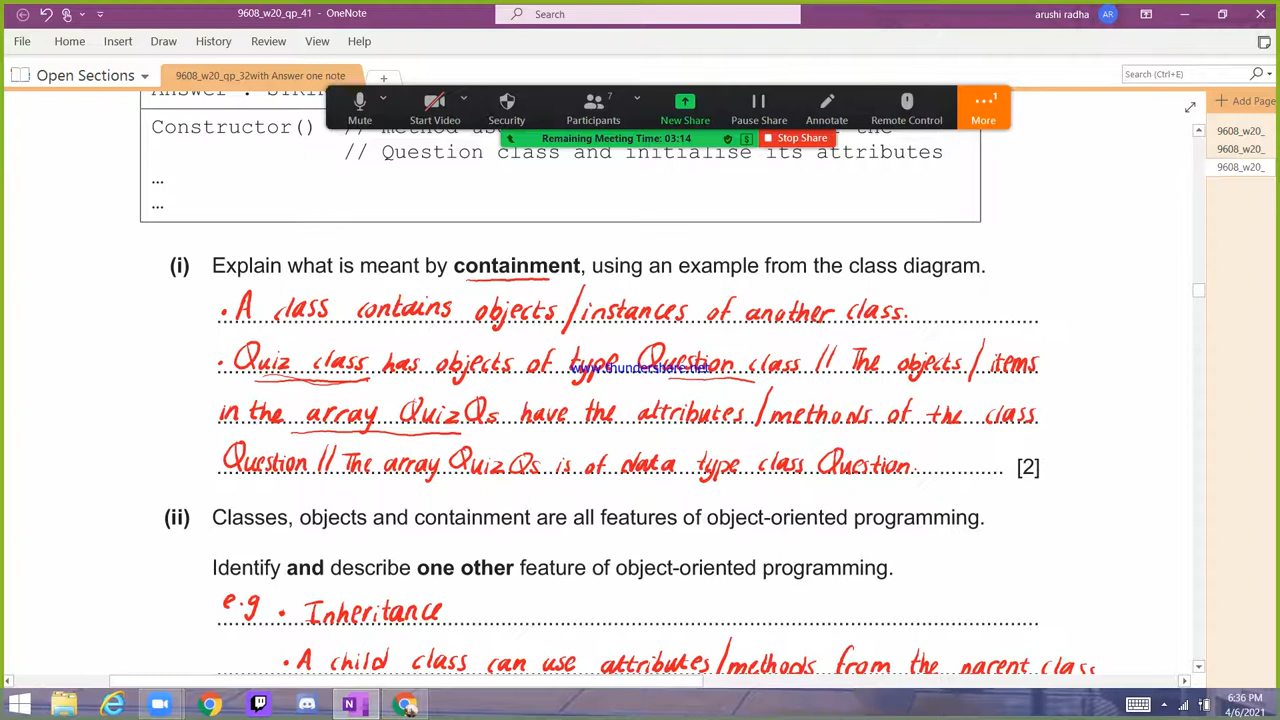 9608_w20_qp_41 - OneNote
Search
arushi radha
AR
File Home Insert Draw History Review View Help
Open Sections
9608_w20_qp_32with Answer one note
Search (Ctrl+E)
Mute Start Video Security Participants 7 New Share Pause Share Annotate Remote Control More 1
Remaining Meeting Time: 03:14
Stop Share
Add Page
9608_w20_
9608_w20_
9608_w20_
Constructor() // method
// Question class and initialise its attributes
...
...
(i) Explain what is meant by containment, using an example from the class diagram.
• A class contains objects/instances of another class.
• Quiz class has objects of type Question class // The objects/items
www.thundershare.net
in the array QuizQs have the attributes/methods of the class
Question // The array QuizQs is of data type class Question.
[2]
(ii) Classes, objects and containment are all features of object-oriented programming.
Identify and describe one other feature of object-oriented programming.
e.g • Inheritance
• A child class can use attributes/methods from the parent class
6:36 PM
4/6/2021